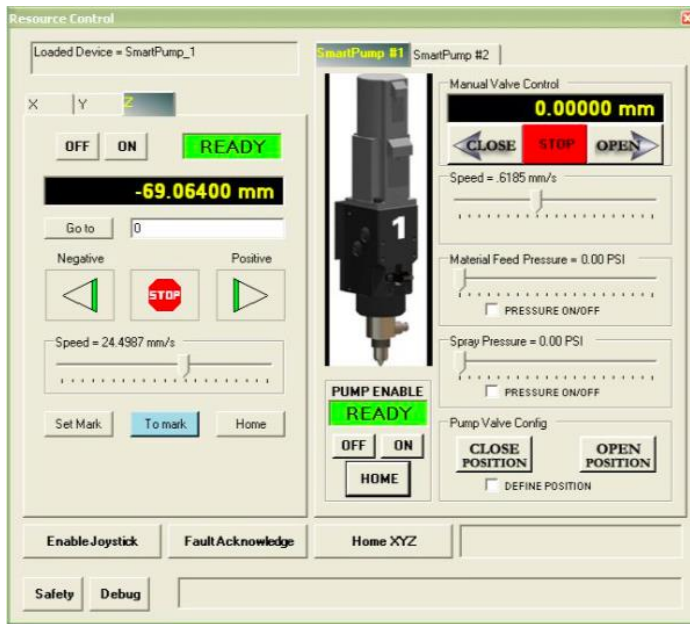 Resource Control
Loaded Device = SmartPump_1
X Y Z
OFF ON READY
-69.06400 mm
Go to 0
Negative Positive
STOP
Speed = 24.4987 mm/s
Set Mark To mark Home
SmartPump #1 SmartPump #2
1
PUMP ENABLE
READY
OFF ON
HOME
Manual Valve Control
0.00000 mm
CLOSE STOP OPEN
Speed = .6185 mm/s
Material Feed Pressure = 0.00 PSI
PRESSURE ON/OFF
Spray Pressure = 0.00 PSI
PRESSURE ON/OFF
Pump Valve Config
CLOSE POSITION OPEN POSITION
DEFINE POSITION
Enable Joystick Fault Acknowledge Home XYZ
Safety Debug